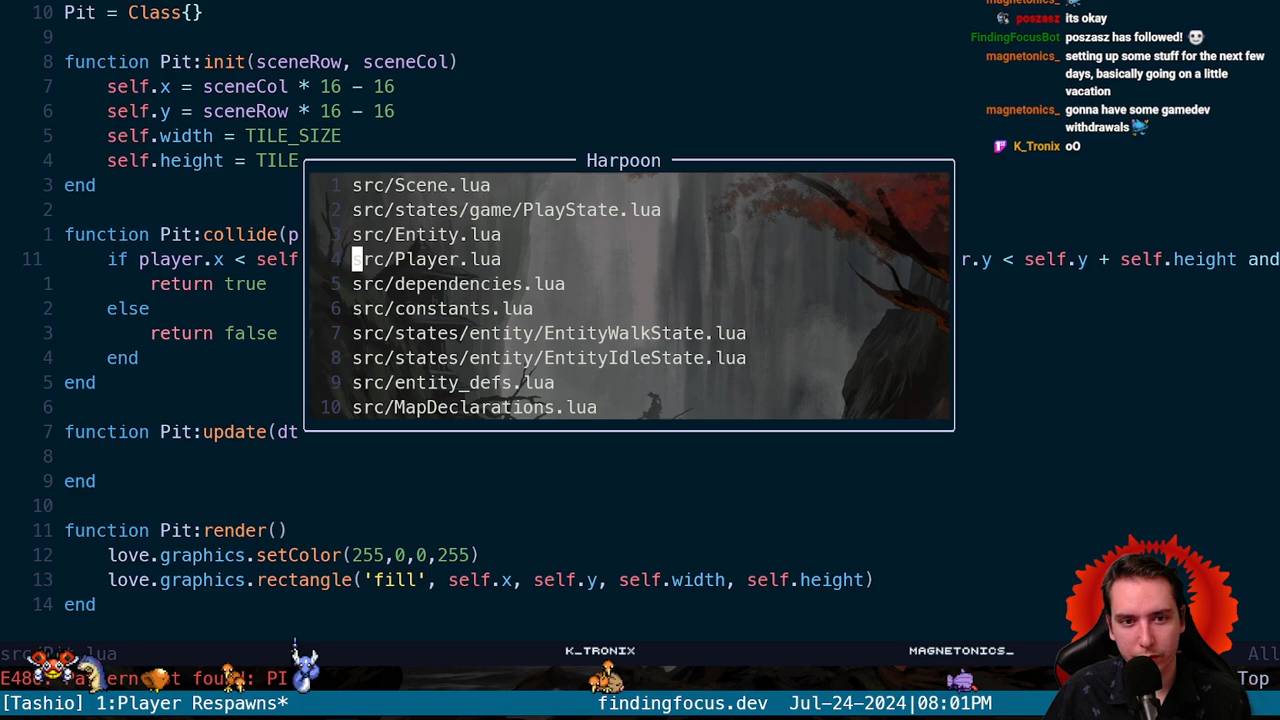 10 Pit = Class{}
9
8 function Pit:init(sceneRow, sceneCol)
7 self.x = sceneCol * 16 - 16
6 self.y = sceneRow * 16 - 16
5 self.width = TILE_SIZE
4 self.height = TILE
3 end
2
1 function Pit:collide(p
11 if player.x < self r.y < self.y + self.height and
1 return true
2 else
3 return false
4 end
5 end
6
7 function Pit:update(dt
8
9 end
10
11 function Pit:render()
12 love.graphics.setColor(255,0,0,255)
13 love.graphics.rectangle('fill', self.x, self.y, self.width, self.height)
14 end
Harpoon
1 src/Scene.lua
2 src/states/game/PlayState.lua
3 src/Entity.lua
4 src/Player.lua
5 src/dependencies.lua
6 src/constants.lua
7 src/states/entity/EntityWalkState.lua
8 src/states/entity/EntityIdleState.lua
9 src/entity_defs.lua
10 src/MapDeclarations.lua
magnetonics_
poszasz its okay
FindingFocusBot poszasz has followed!
magnetonics_ setting up some stuff for the next few
days, basically going on a little
vacation
magnetonics_ gonna have some gamedev
withdrawals
K_Tronix oO
src/Pit.lua All
K_TRONIX MAGNETONICS_
found: PI Top
[Tashio] 1:Player Respawns* findingfocus.dev Jul-24-2024|08:01PM